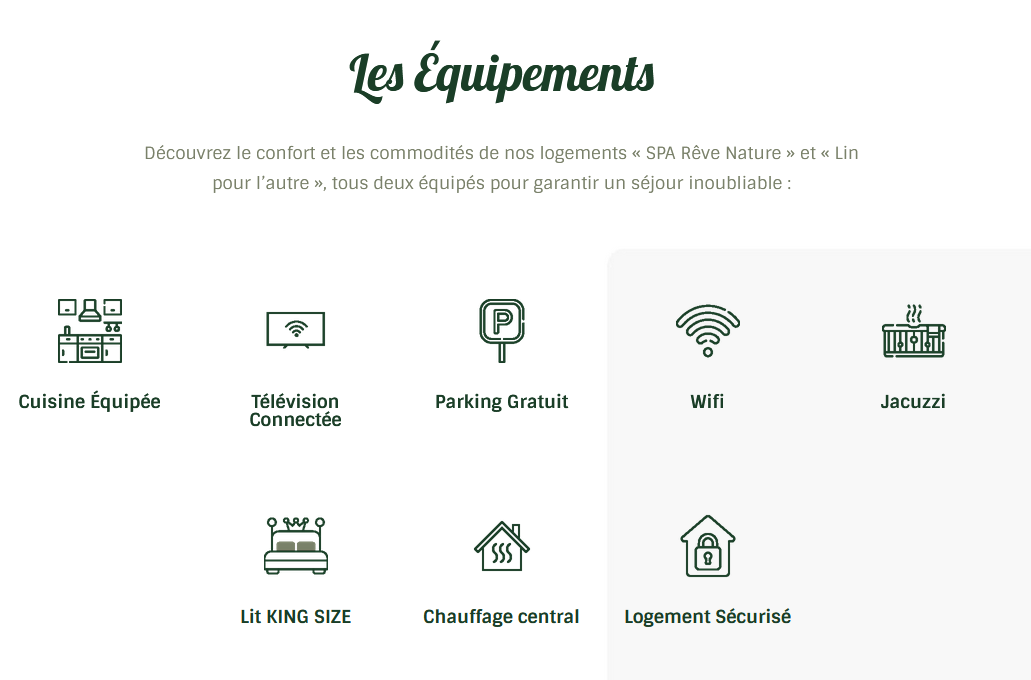 Les Équipements
Découvrez le confort et les commodités de nos logements « SPA Rêve Nature » et « Lin
pour l’autre », tous deux équipés pour garantir un séjour inoubliable :
P
Cuisine Équipée
Télévision
Connectée
Parking Gratuit
Wifi
Jacuzzi
Lit KING SIZE
Chauffage central
Logement Sécurisé